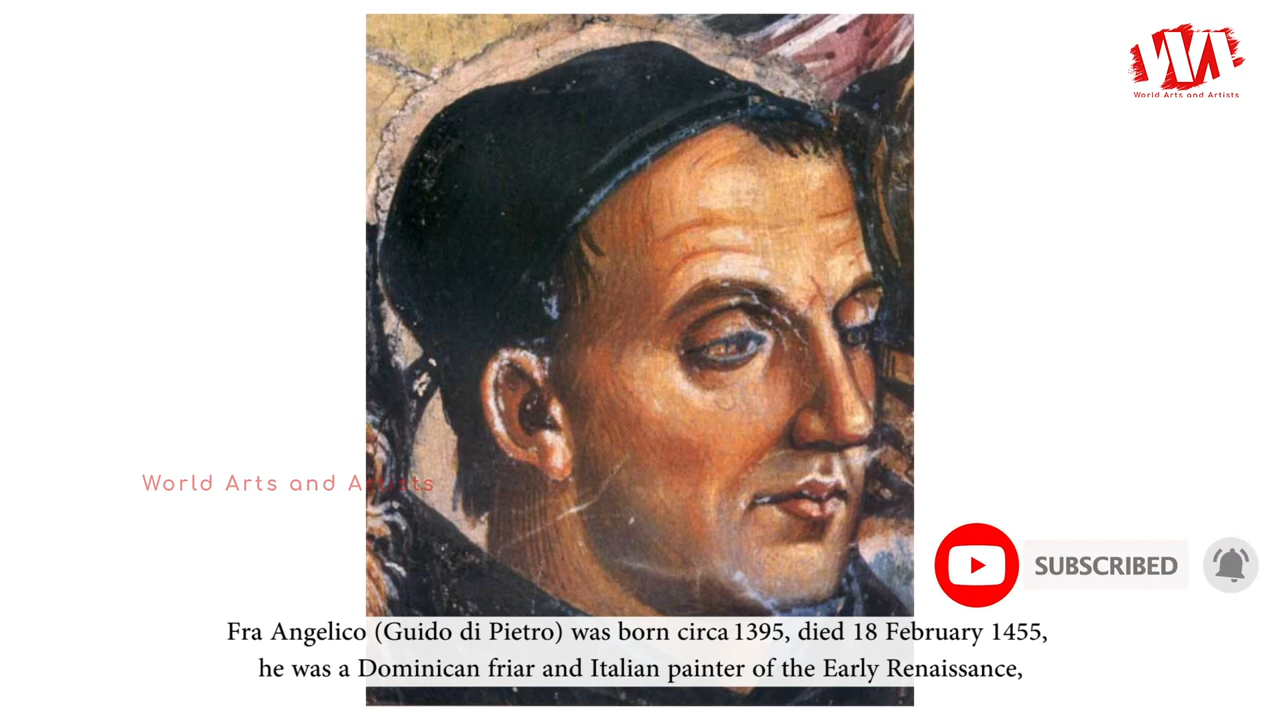 World Arts and Artists
World Arts and Artists
SUBSCRIBED
Fra Angelico (Guido di Pietro) was born circa 1395, died 18 February 1455,
he was a Dominican friar and Italian painter of the Early Renaissance,